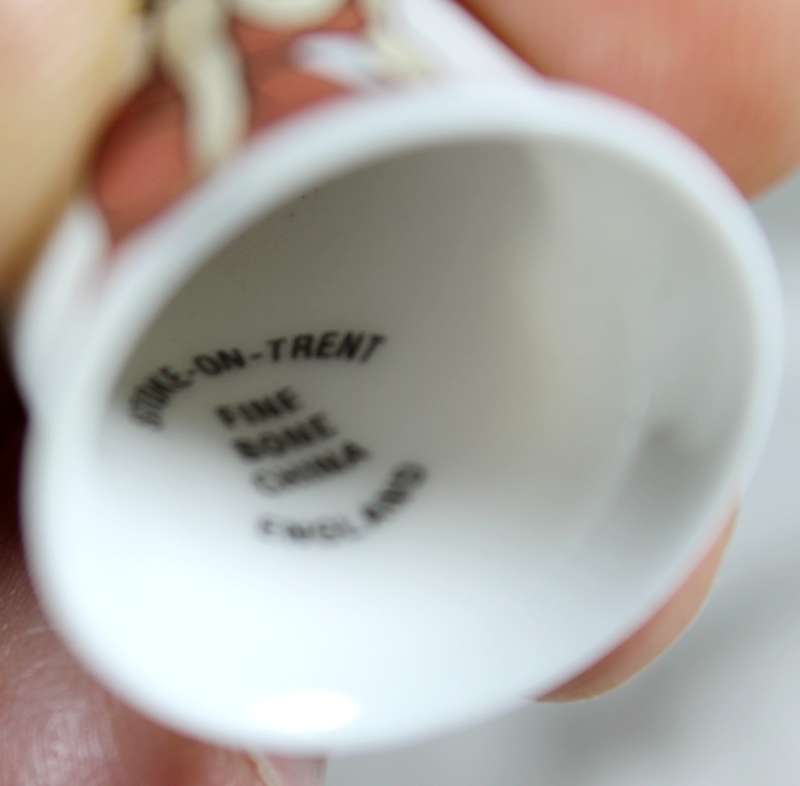 STOKE-ON-TRENT
FINE
BONE
CHINA
ENGLAND